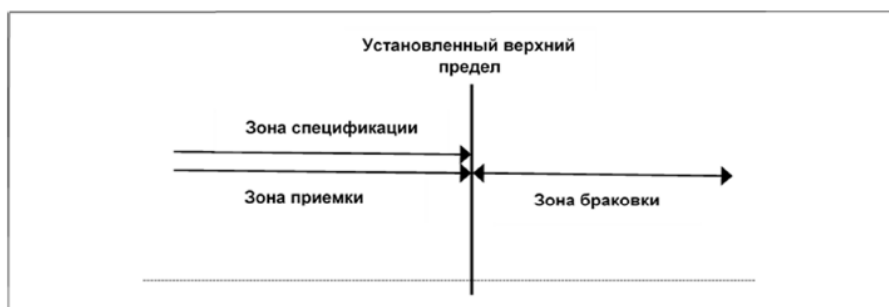 Установленный верхний
предел
Зона спецификации
Зона приемки
Зона браковки